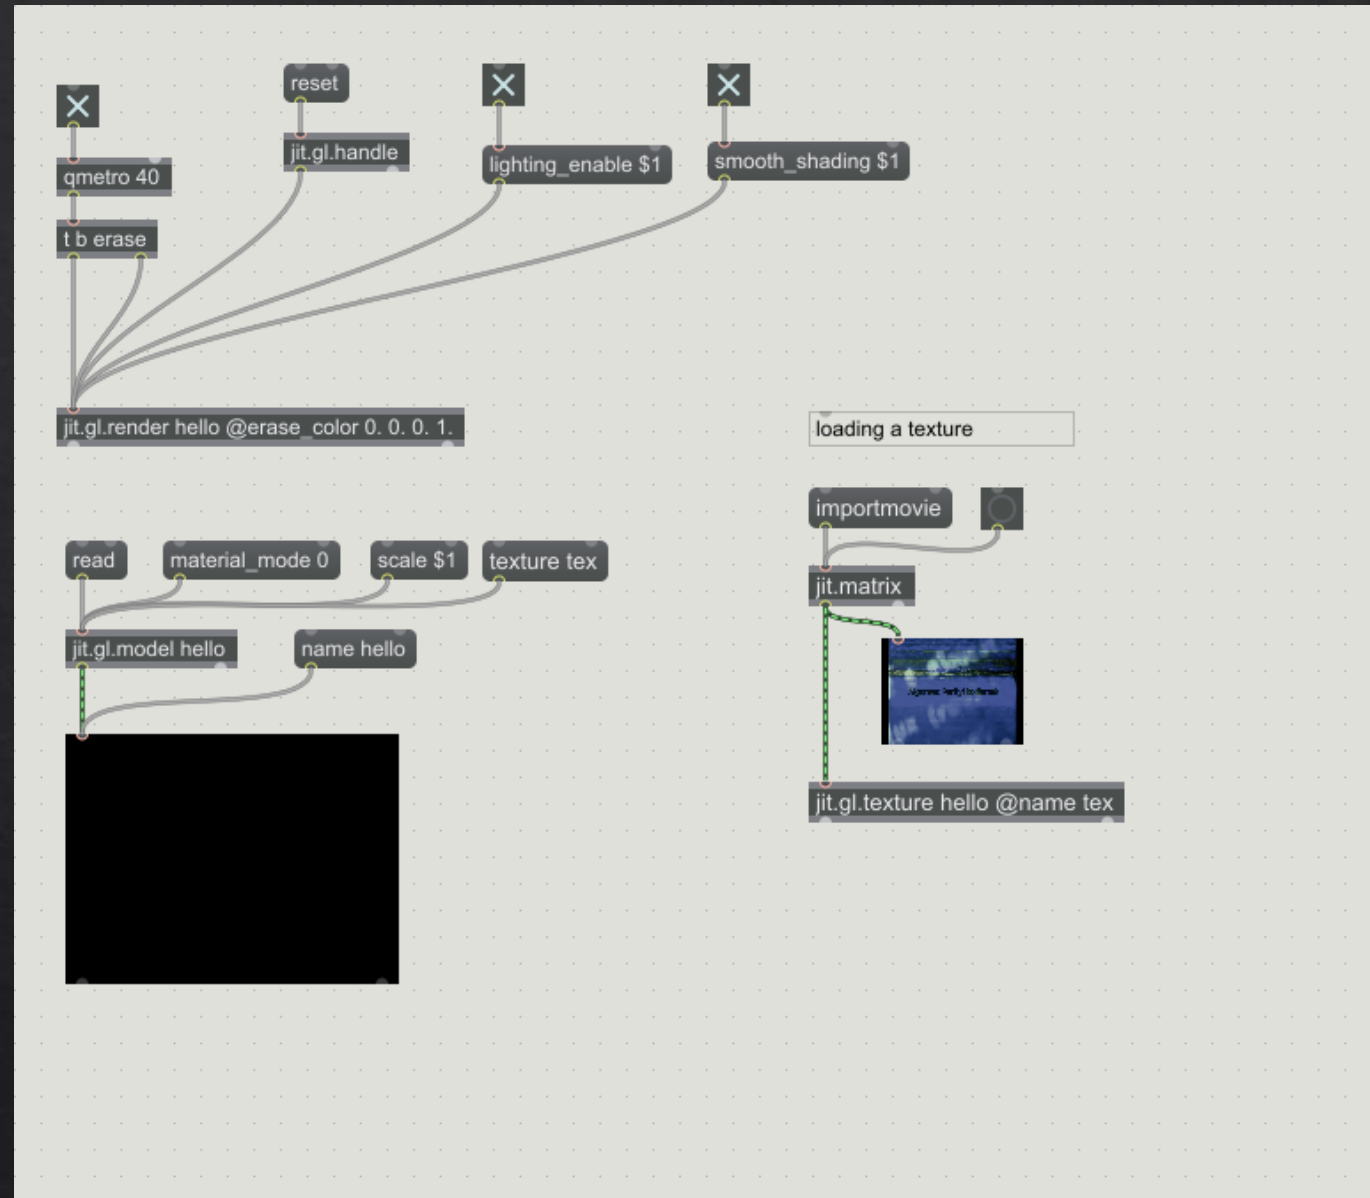 reset
jit.gl.handle
lighting_enable $1
smooth_shading $1
qmetro 40
t b erase
jit.gl.render hello @erase_color 0. 0. 0. 1.
loading a texture
importmovie
read
material_mode 0
scale $1
texture tex
jit.matrix
jit.gl.model hello
name hello
jit.gl.texture hello @name tex